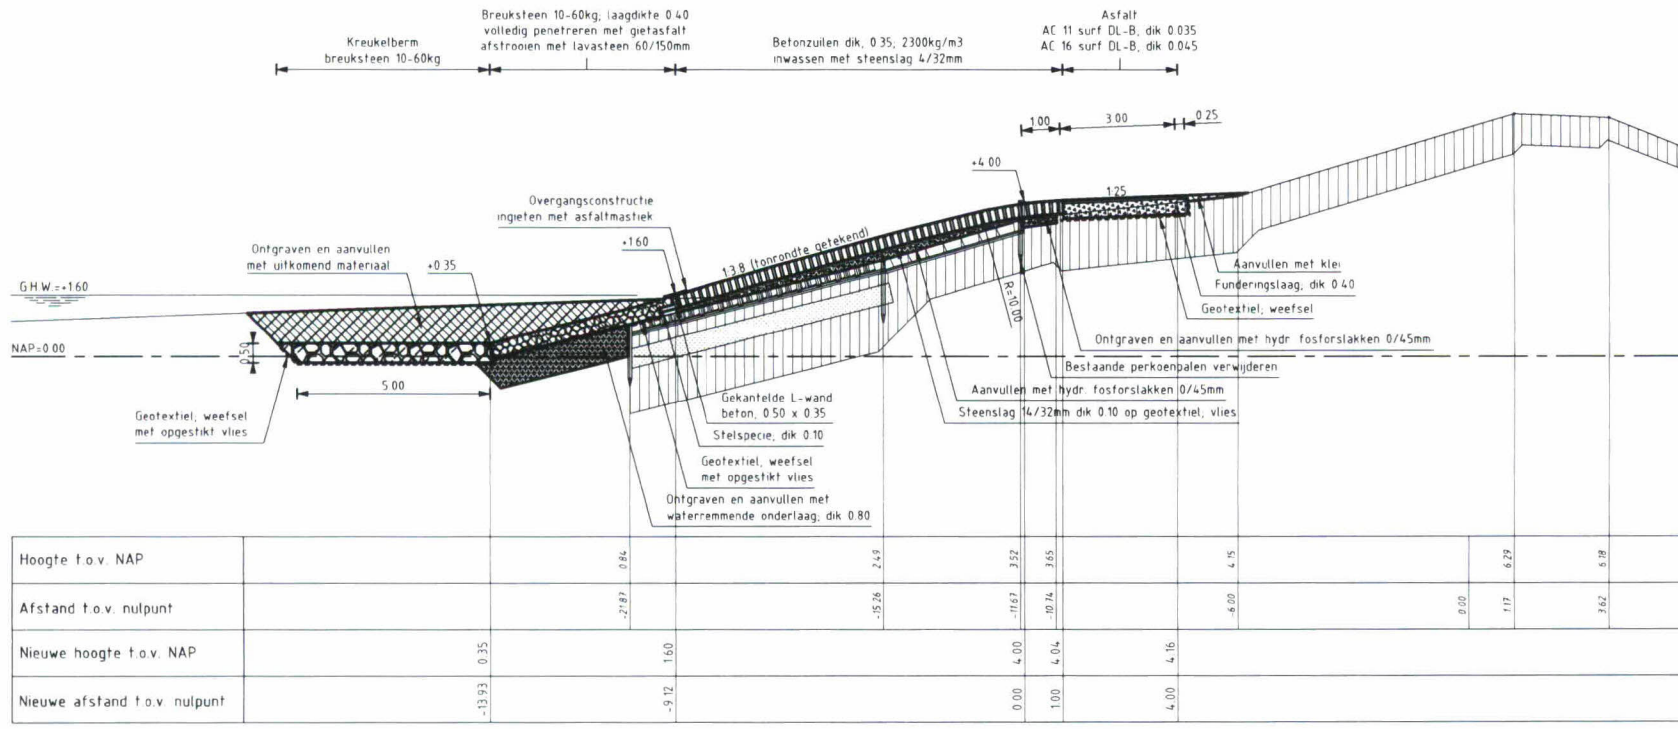 Kreukelberm
breuksteen 10-60kg
Breuksteen 10-60kg; laagdikte 0.40
volledig penetreren met gietasfalt
afstrooien met lavasteen 60/150mm
Betonzuilen dik, 0.35; 2300kg/m3
inwassen met steenslag 4/32mm
Asfalt
AC 11 surf DL-B, dik 0.035
AC 16 surf DL-B, dik 0.045
1.00
3.00
0.25
+4.00
1:25
Overgangsconstructie
ingieten met asfaltmastiek
+1.60
1:3.8 (tonrondte getekend)
Ontgraven en aanvullen
met uitkomend materiaal
+0.35
G.H.W.=+1.60
NAP=0.00
0.50
5.00
R=10.00
Aanvullen met klei
Funderingslaag; dik 0.40
Geotextiel; weefsel
Ontgraven en aanvullen met hydr. fosforslakken 0/45mm
Bestaande perkoenpalen verwijderen
Aanvullen met hydr. fosforslakken 0/45mm
Steenslag 14/32mm dik 0.10 op geotextiel; vlies
Geotextiel; weefsel
met opgestikt vlies
Gekantelde L-wand
beton, 0.50 x 0.35
Stelspecie; dik 0.10
Geotextiel; weefsel
met opgestikt vlies
Ontgraven en aanvullen met
waterremmende onderlaag; dik 0.80
Hoogte t.o.v. NAP 0.84 2.49 3.52 3.65 4.15 6.29 6.18
Afstand t.o.v. nulpunt -21.87 -15.26 -11.67 -10.74 -6.00 0.00 1.17 3.62
Nieuwe hoogte t.o.v. NAP 0.35 1.60 4.00 4.04 4.16
Nieuwe afstand t.o.v. nulpunt -13.93 -9.12 0.00 1.00 4.00